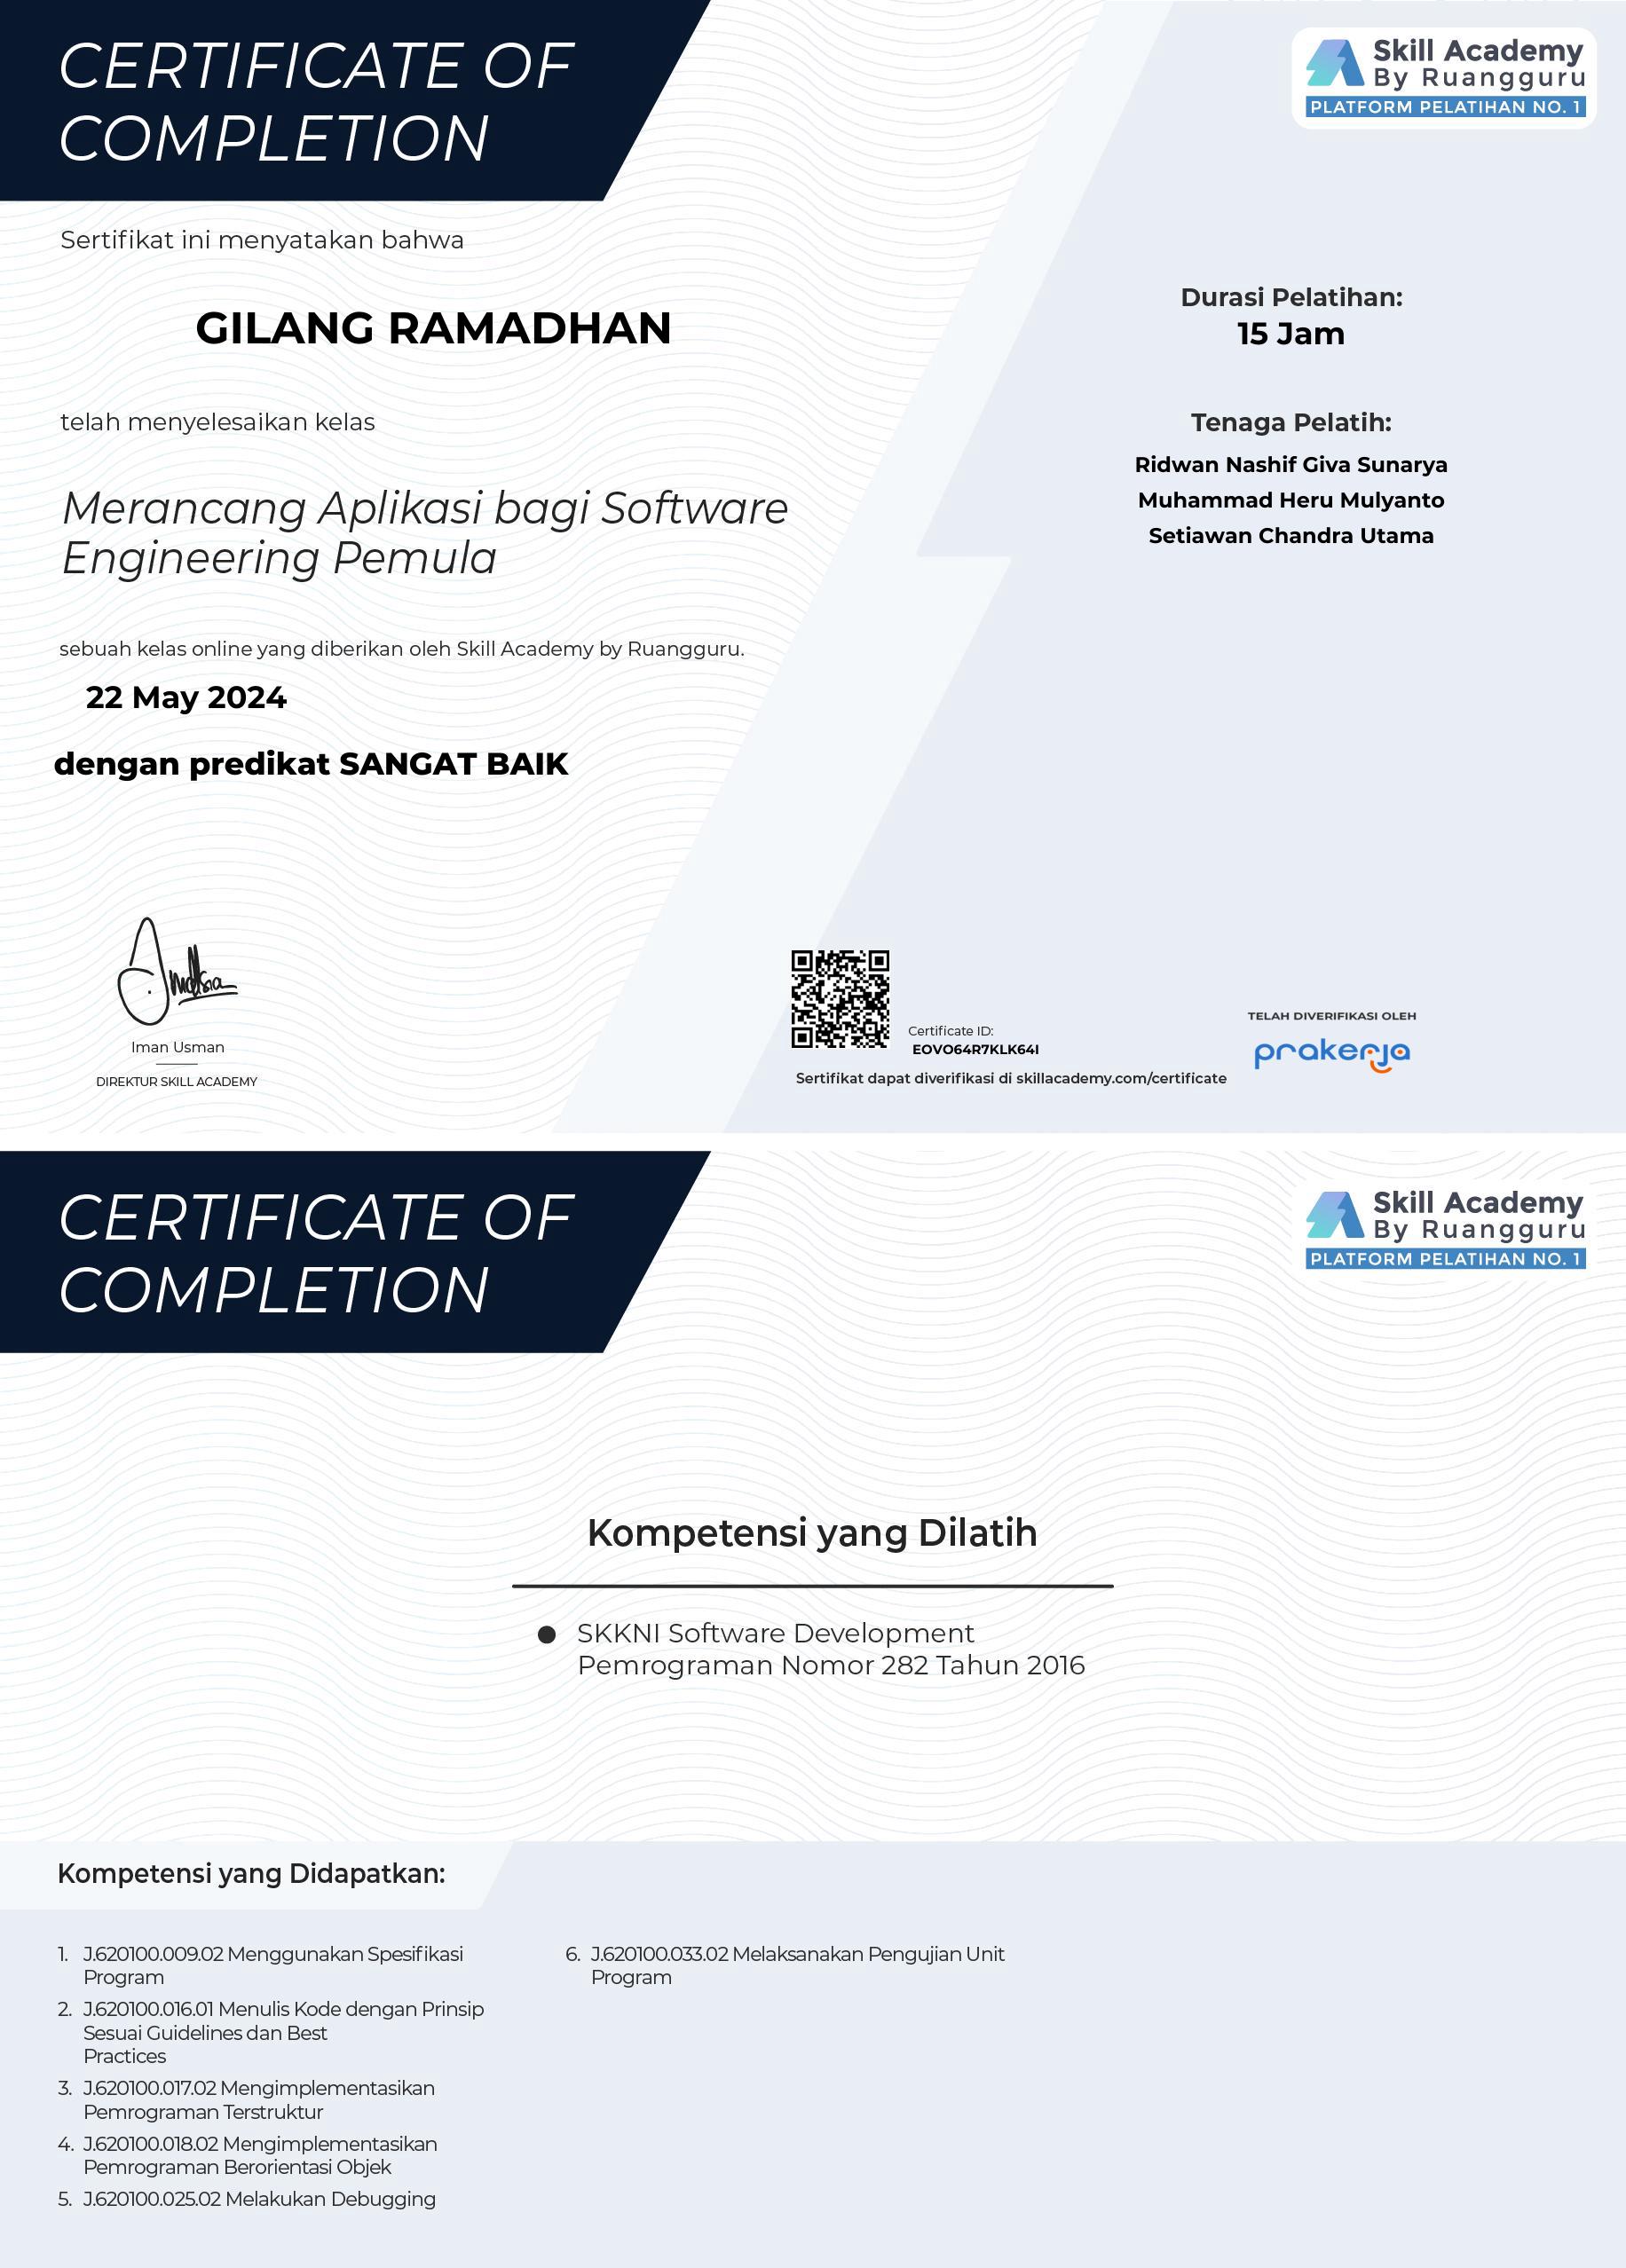 CERTIFICATE OF
COMPLETION
Skill Academy
By Ruangguru
PLATFORM PELATIHAN NO. 1
Sertifikat ini menyatakan bahwa
GILANG RAMADHAN
telah menyelesaikan kelas
Merancang Aplikasi bagi Software
Engineering Pemula
sebuah kelas online yang diberikan oleh Skill Academy by Ruangguru.
22 May 2024
dengan predikat SANGAT BAIK
Iman Usman
DIREKTUR SKILL ACADEMY
Durasi Pelatihan:
15 Jam
Tenaga Pelatih:
Ridwan Nashif Giva Sunarya
Muhammad Heru Mulyanto
Setiawan Chandra Utama
Certificate ID:
EOVO64R7KLK64I
Sertifikat dapat diverifikasi di skillacademy.com/certificate
TELAH DIVERIFIKASI OLEH
prakerja
CERTIFICATE OF
COMPLETION
Skill Academy
By Ruangguru
PLATFORM PELATIHAN NO. 1
Kompetensi yang Dilatih
● SKKNI Software Development
Pemrograman Nomor 282 Tahun 2016
Kompetensi yang Didapatkan:
1. J.620100.009.02 Menggunakan Spesifikasi
Program
2. J.620100.016.01 Menulis Kode dengan Prinsip
Sesuai Guidelines dan Best
Practices
3. J.620100.017.02 Mengimplementasikan
Pemrograman Terstruktur
4. J.620100.018.02 Mengimplementasikan
Pemrograman Berorientasi Objek
5. J.620100.025.02 Melakukan Debugging
6. J.620100.033.02 Melaksanakan Pengujian Unit
Program